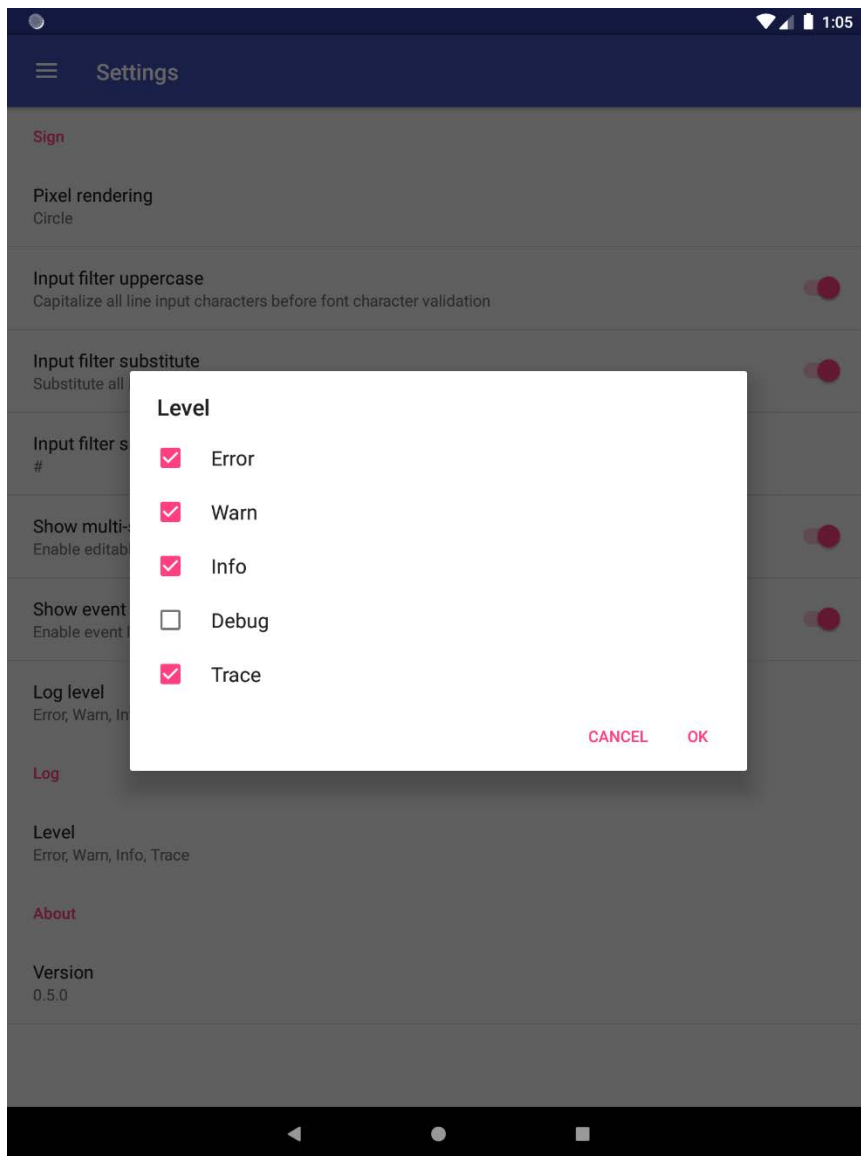 1:05
Settings
Sign
Pixel rendering
Circle
Input filter uppercase
Capitalize all line input characters before font character validation
Input filter substitute
Substitute all
Level
Input filter s
#
Error
Warn
Show multi-
Enable editabl
Info
Show event
Enable event
Debug
Trace
Log level
Error, Warn, In
CANCEL OK
Log
Level
Error, Warn, Info, Trace
About
Version
0.5.0